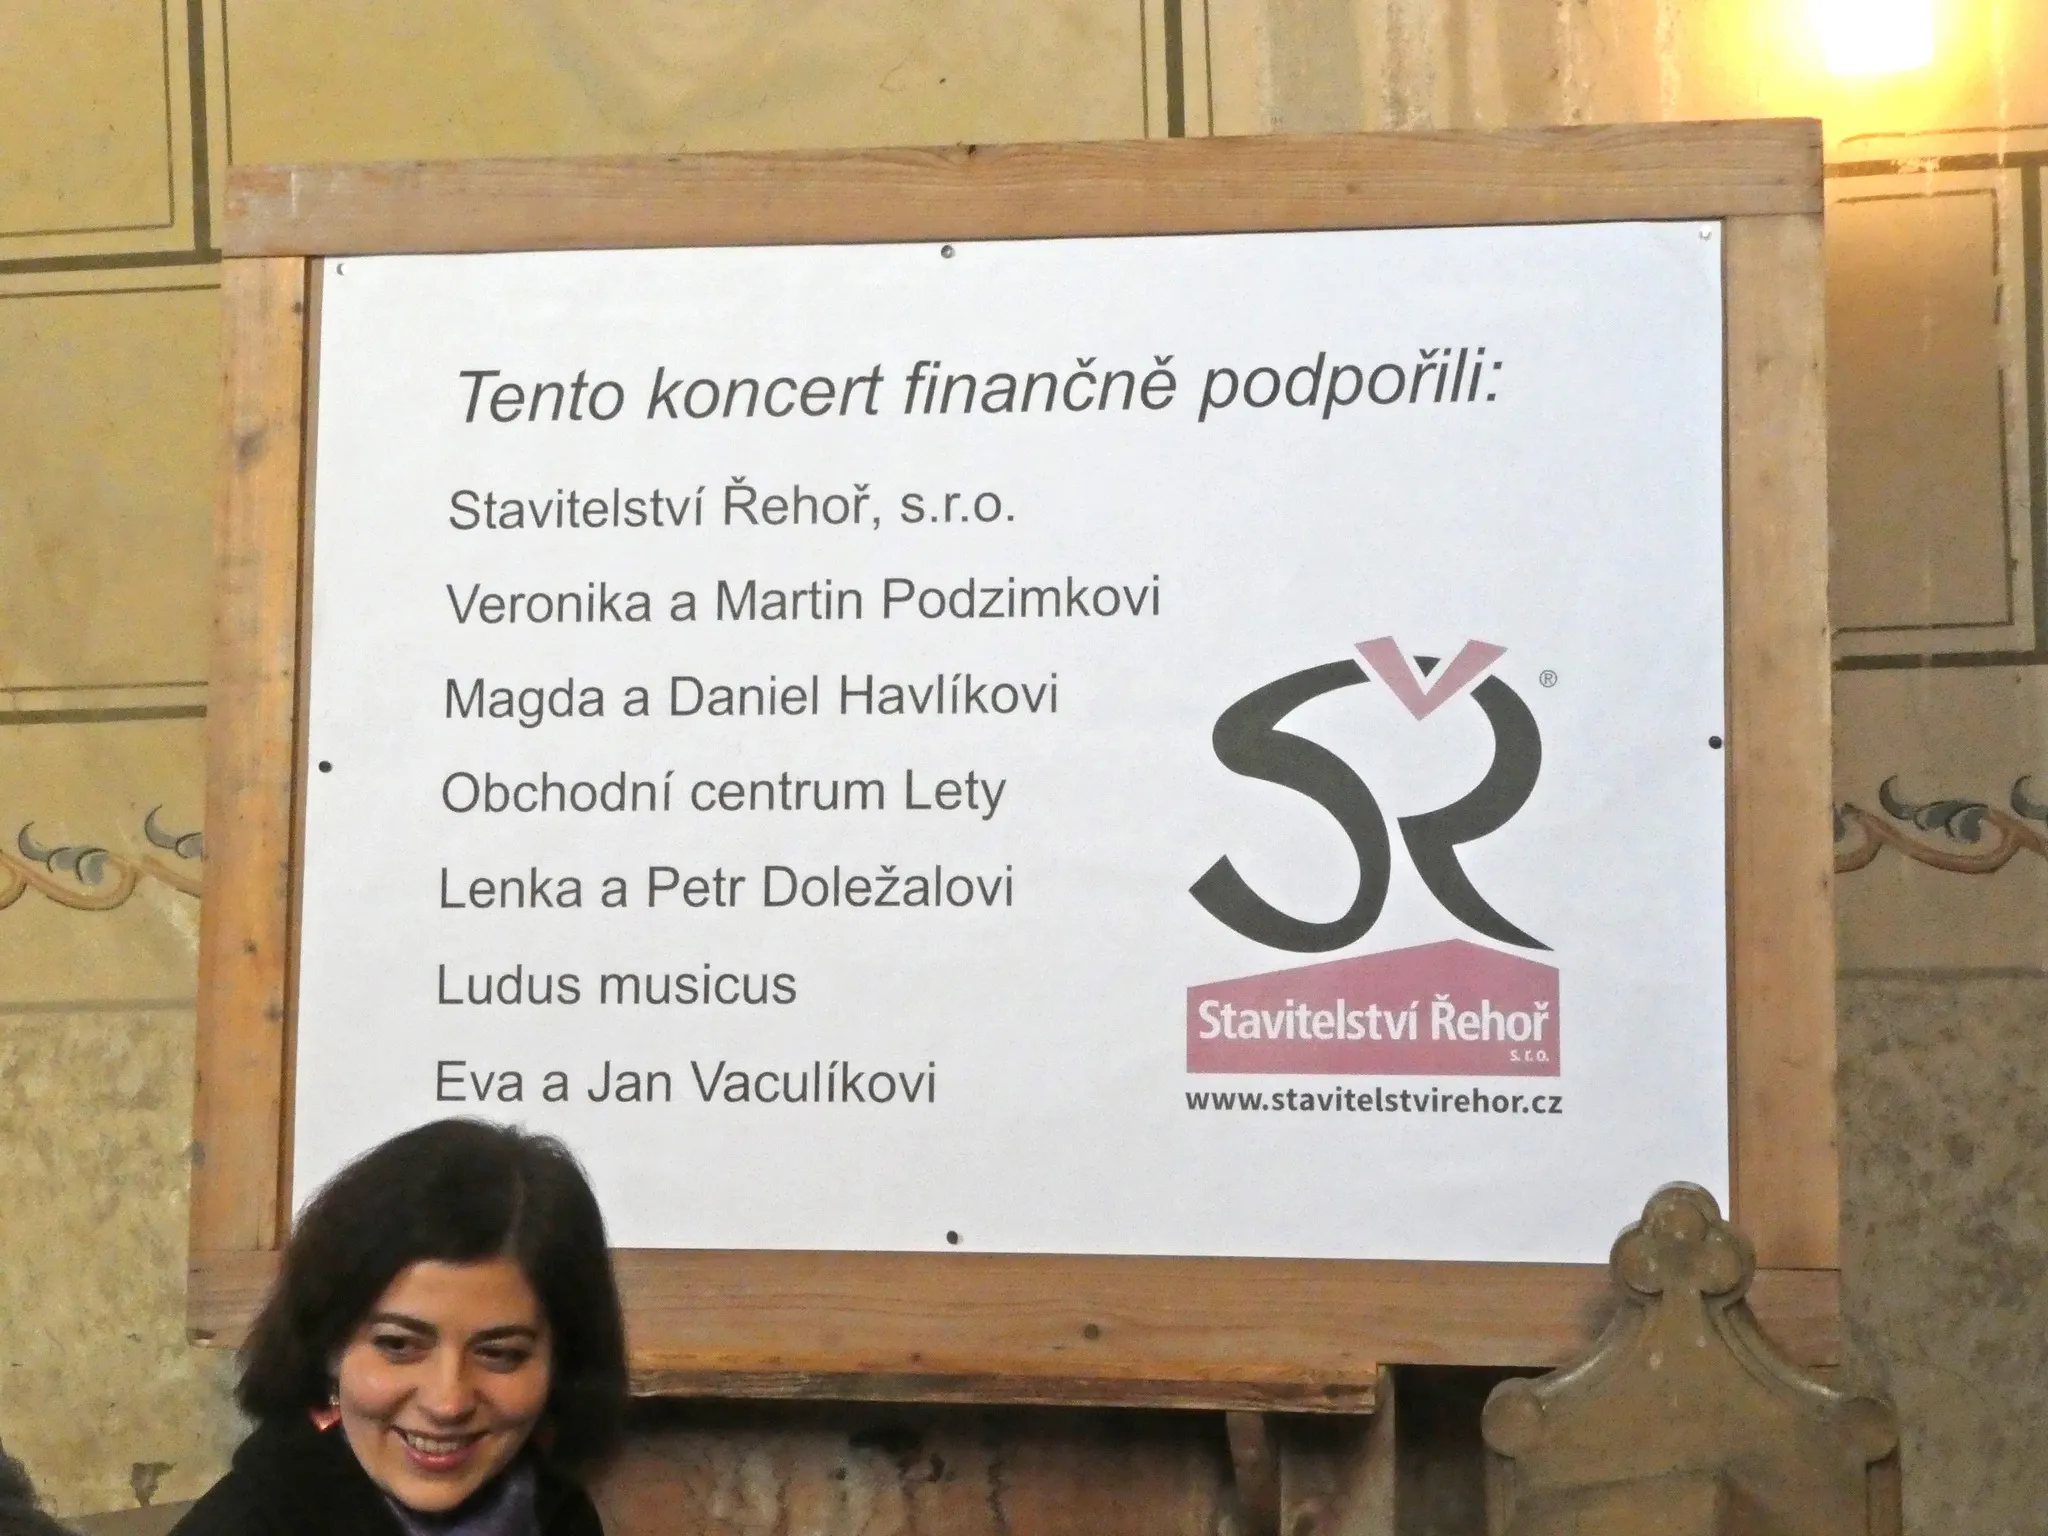 Tento koncert finančně podpořili:
Stavitelství Řehoř, s.r.o.
Veronika a Martin Podzimkovi
Magda a Daniel Havlíkovi
Obchodní centrum Lety
Lenka a Petr Doležalovi
Ludus musicus
Eva a Jan Vaculíkovi
SŘ®
Stavitelství Řehoř
s.r.o.
www.stavitelstvirehor.cz